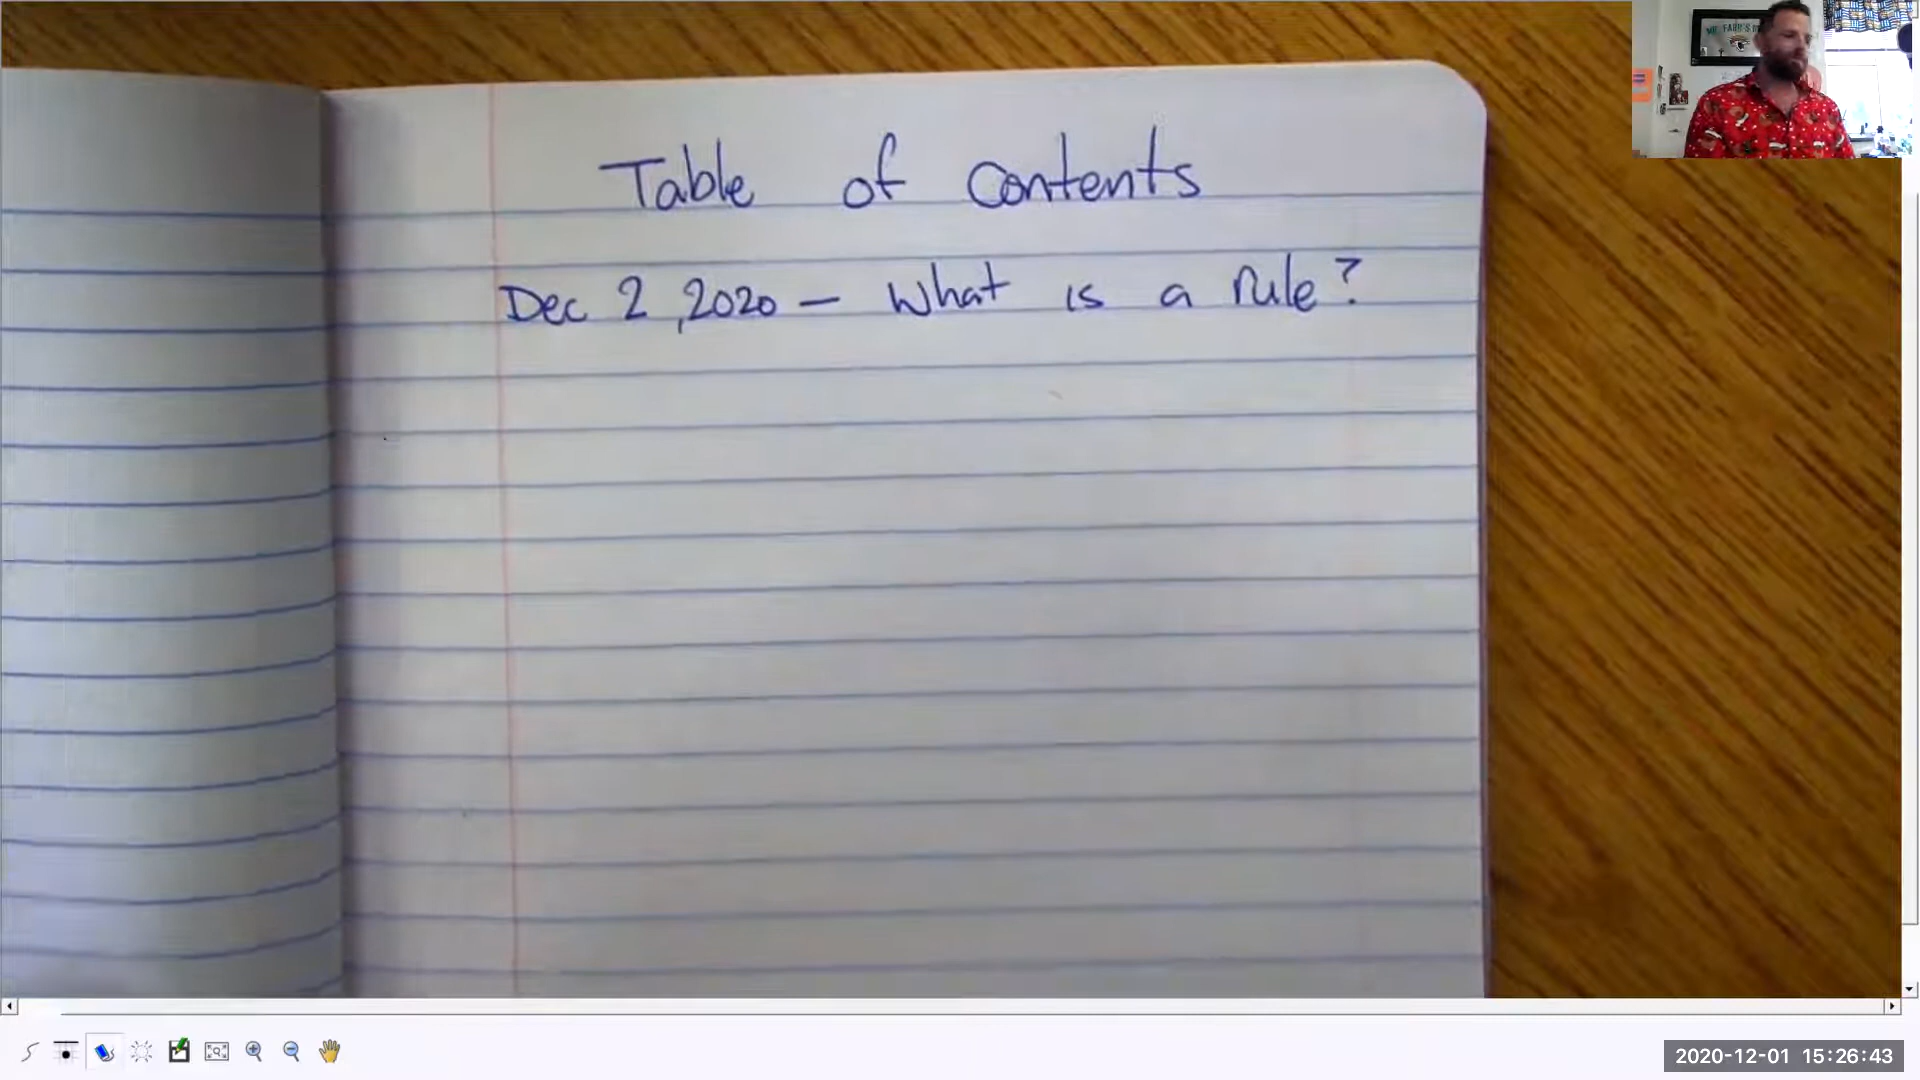 Table of Contents
Dec 2, 2020 — What is a rule?
2020-12-01 15:26:43